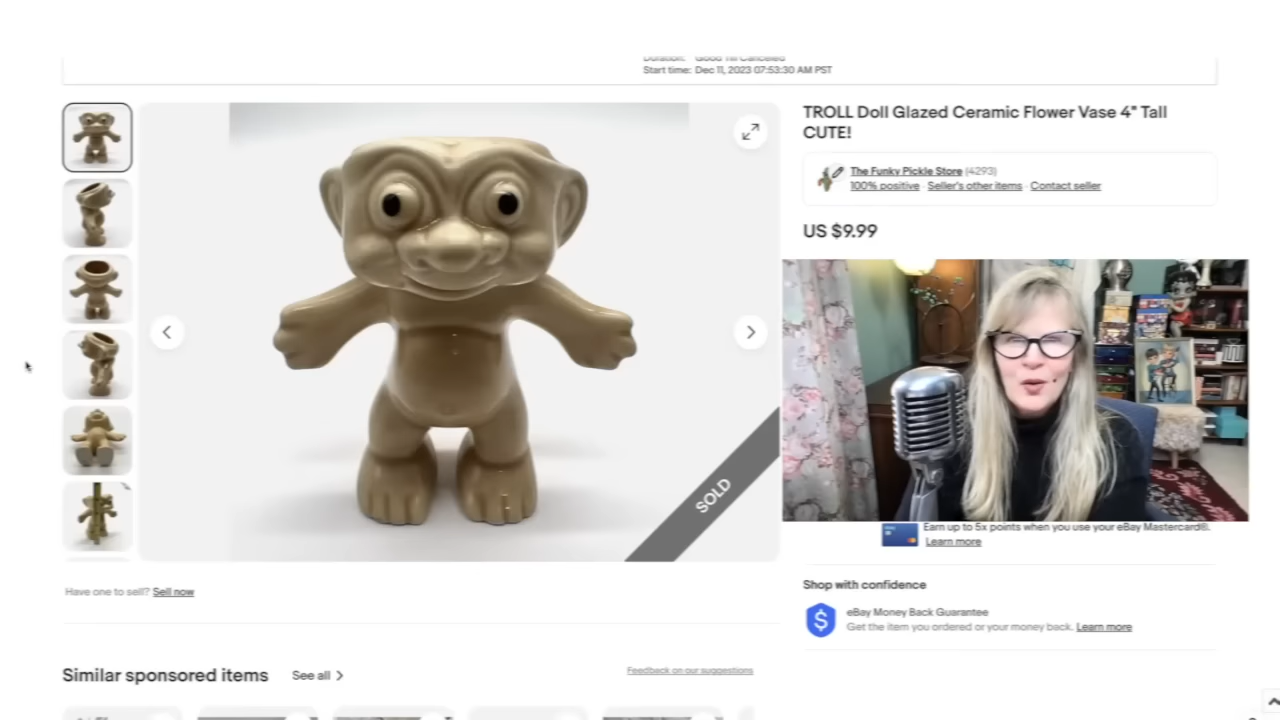 Duration: Good Till Canceled
Start time: Dec 11, 2023 07:53:30 AM PST
TROLL Doll Glazed Ceramic Flower Vase 4" Tall
CUTE!
The Funky Pickle Store (4293)
100% positive · Seller's other items · Contact seller
US $9.99
SOLD
Earn up to 5x points when you use your eBay Mastercard®.
Learn more
Have one to sell? Sell now
Shop with confidence
eBay Money Back Guarantee
Get the item you ordered or your money back. Learn more
Similar sponsored items See all
Feedback on our suggestions